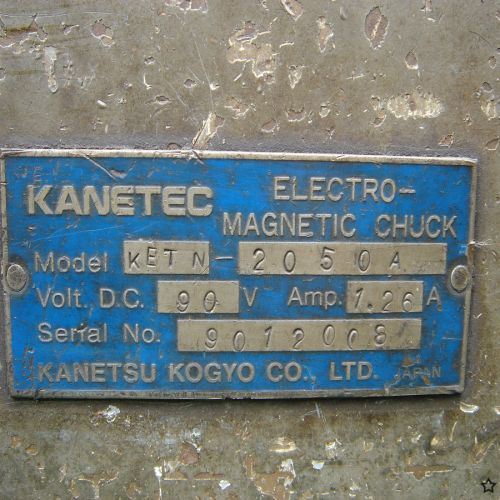 KANETEC ELECTRO-
MAGNETIC CHUCK
Model KETN-2050A
Volt. D.C. 90 V Amp. 1.26 A
Serial No. 9012008
KANETSU KOGYO CO., LTD. JAPAN